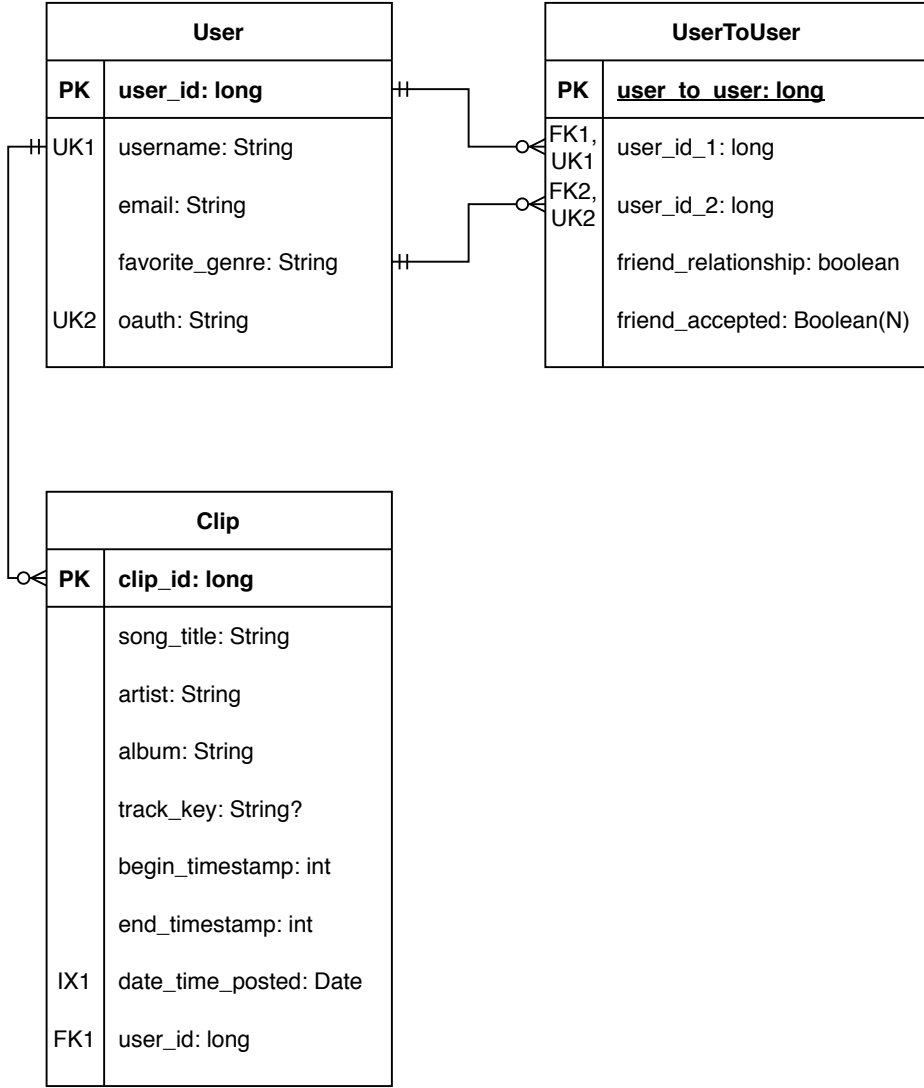 User
PK user_id: long
UK1 username: String
email: String
favorite_genre: String
UK2 oauth: String
UserToUser
PK user_to_user: long
FK1,
UK1 user_id_1: long
FK2,
UK2 user_id_2: long
friend_relationship: boolean
friend_accepted: Boolean(N)
Clip
PK clip_id: long
song_title: String
artist: String
album: String
track_key: String?
begin_timestamp: int
end_timestamp: int
IX1 date_time_posted: Date
FK1 user_id: long